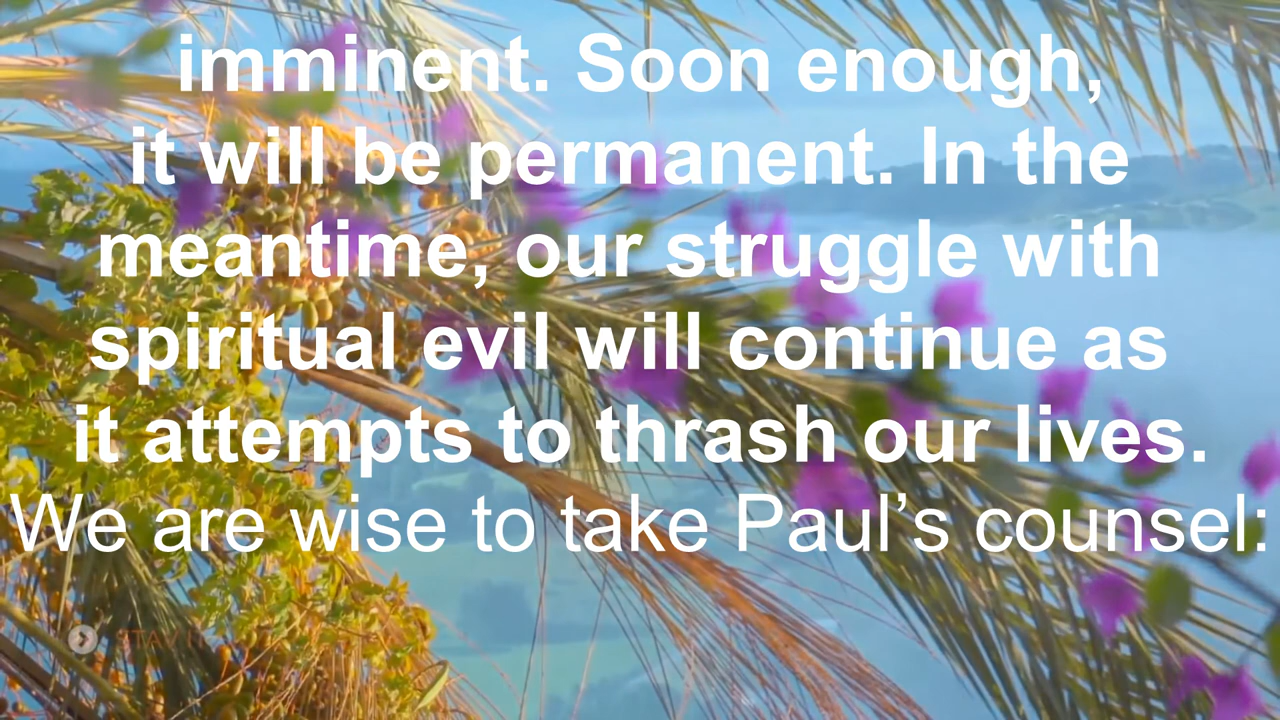 imminent. Soon enough,
it will be permanent. In the
meantime, our struggle with
spiritual evil will continue as
it attempts to thrash our lives.
We are wise to take Paul’s counsel:
STAY